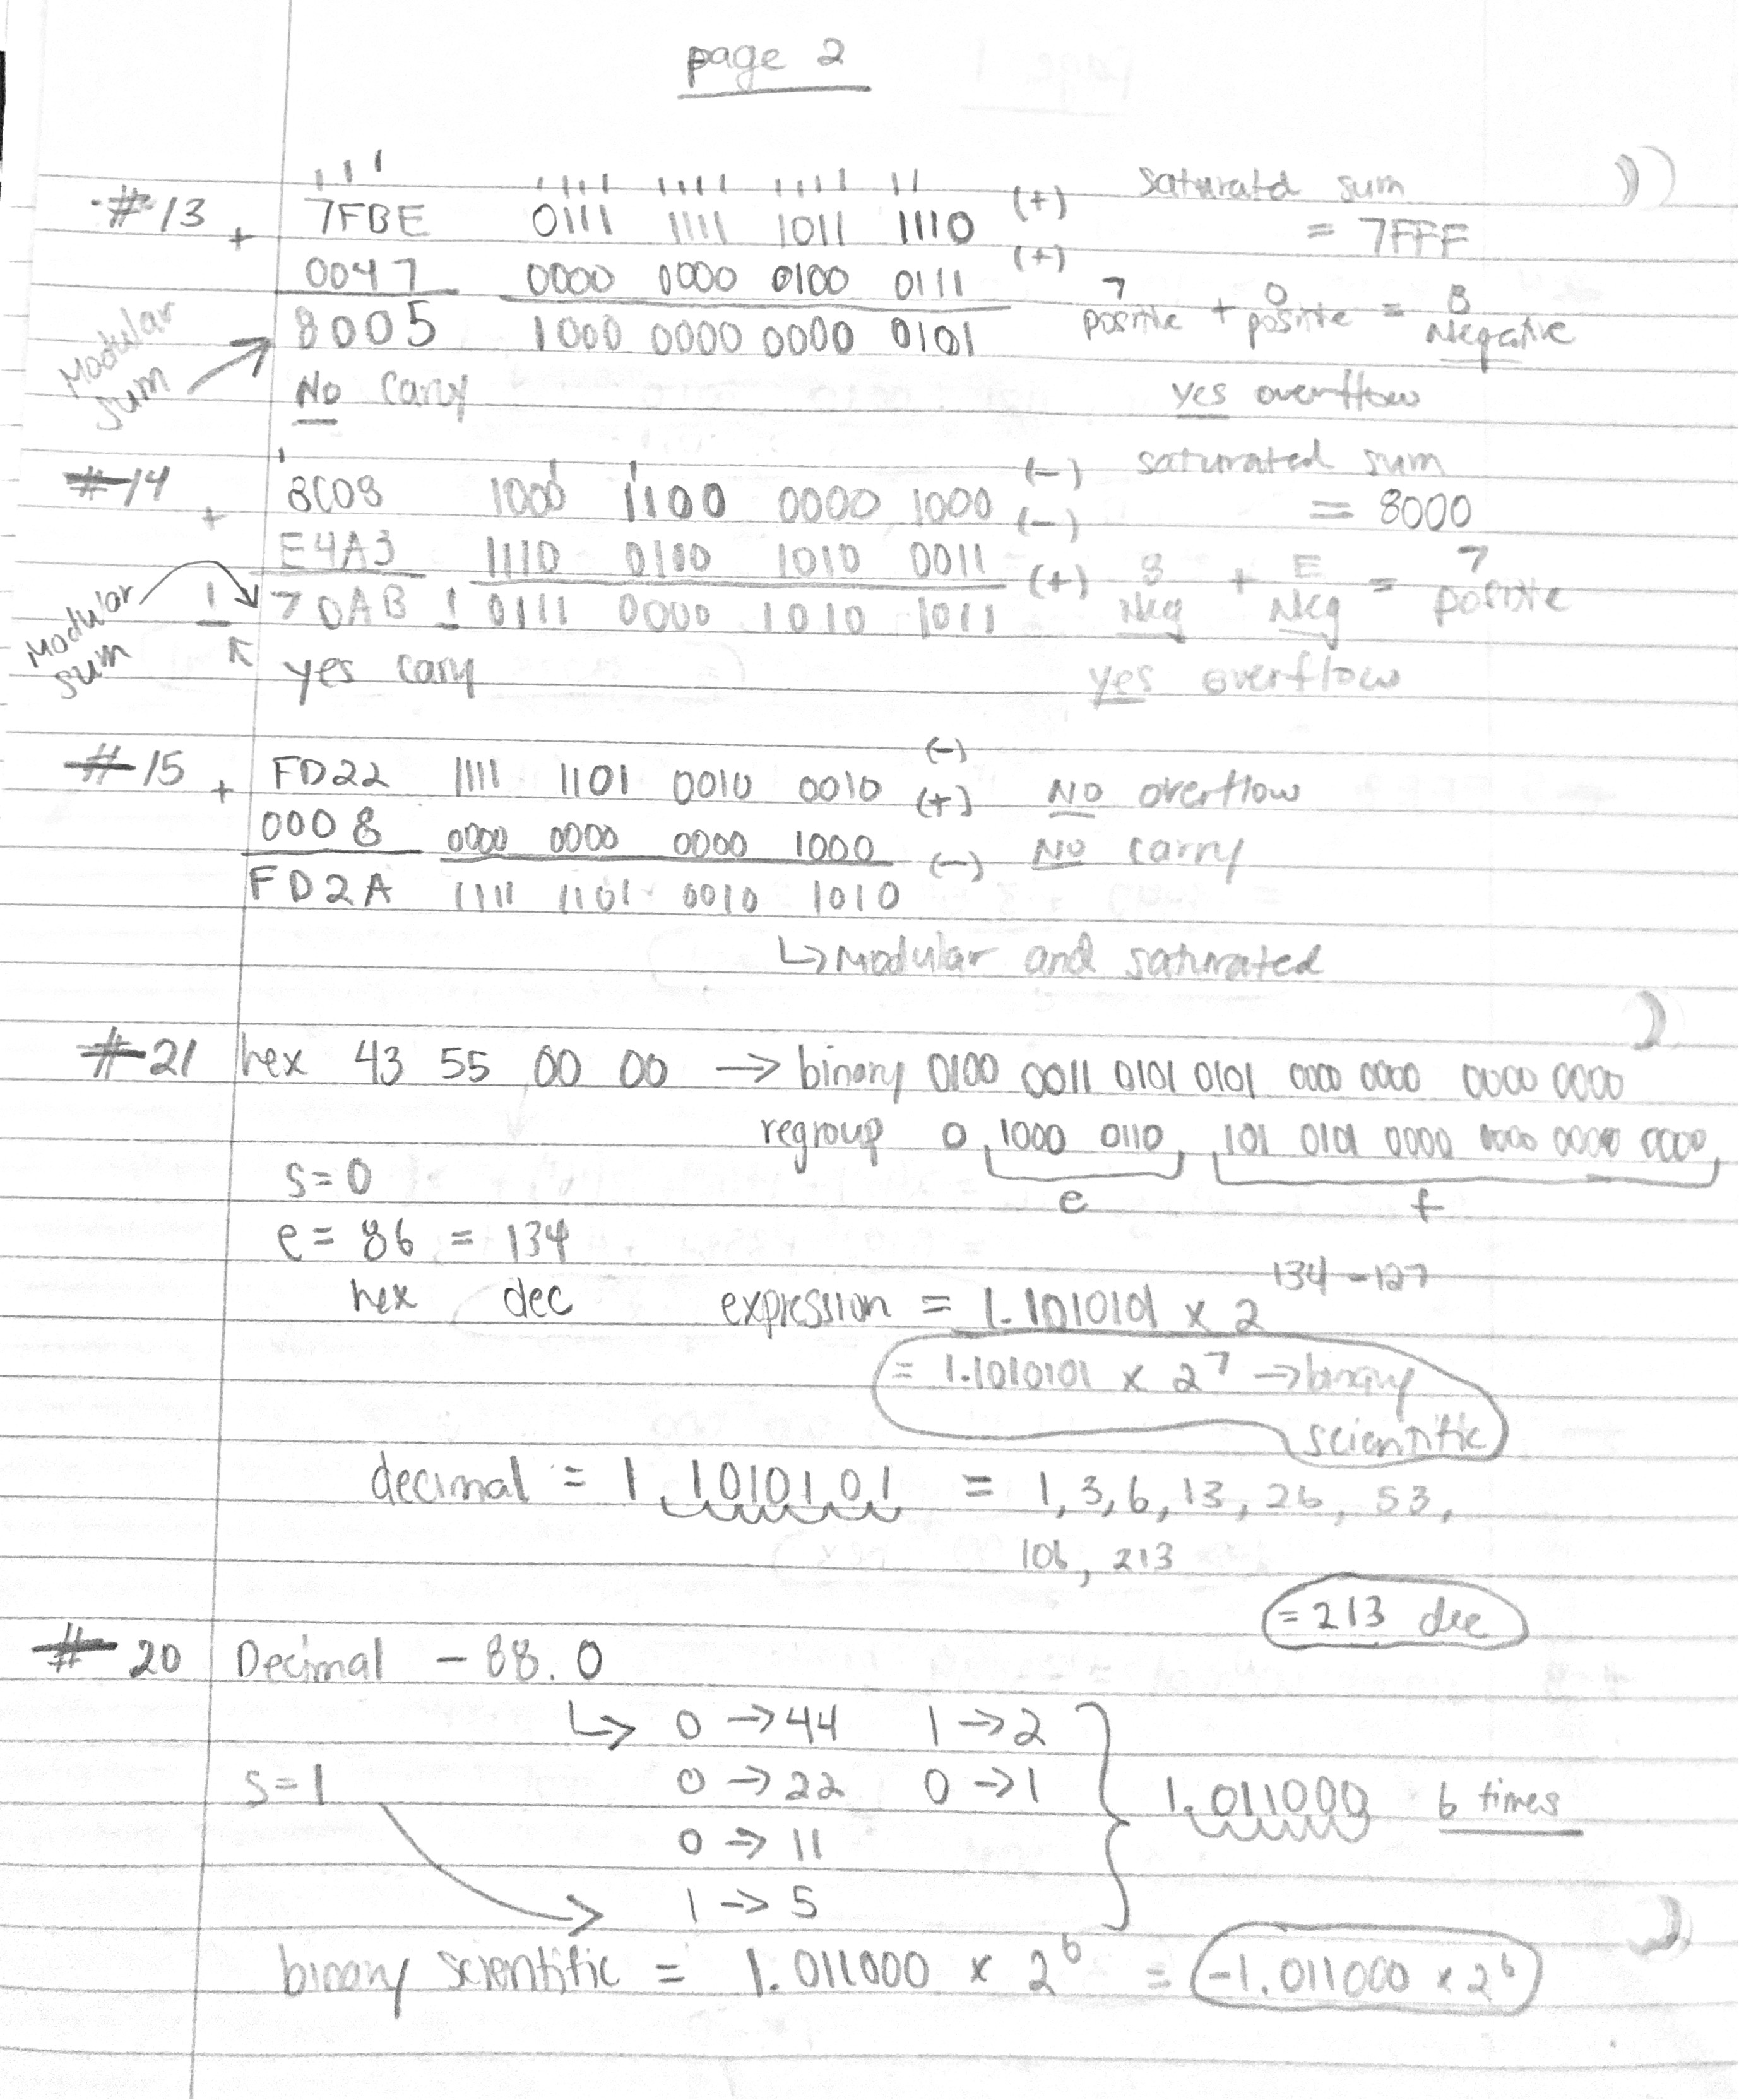 page 2
#13 + 7FBE 0111 1111 1011 1110 (+) saturatd sum
= 7FFF
0047 0000 0000 0100 0111 (+) 7 positive + 0 positive = 8 Negative
Modular sum 8005 1000 0000 0000 0101
No carry yes overflow
#14 + 8C08 1000 1100 0000 1000 (-) saturated sum
= 8000
E4A3 1110 0100 1010 0011 (-) 8 Neg + E Neg = 7 positive
Modular sum 1 70AB 1 0111 0000 1010 1011 (+)
yes cary yes overflow
#15 + FD22 1111 1101 0010 0010 (-) NO overflow
0008 0000 0000 0000 1000 (+) NO carry
FD2A 1111 1101 0010 1010 (-)
↳ Modular and saturated
#21 hex 43 55 00 00 → binary 0100 0011 0101 0101 0000 0000 0000 0000
regroup 0 1000 0110 101 0101 0000 0000 0000 0000
s=0 e f
e = 86 = 134
hex dec expression = 1.1010101 x 2 134-127
= 1.1010101 x 2^7 → binary
scientific
decimal = 1.1010101 = 1, 3, 6, 13, 26, 53,
106, 213
= 213 dec
#20 Decimal - 88.0
↳ 0 → 44 1 → 2
s=1 0 → 22 0 → 1 1.011000 6 times
0 → 11
1 → 5
binary scientific = 1.011000 x 2^6 = -1.011000 x 2^6